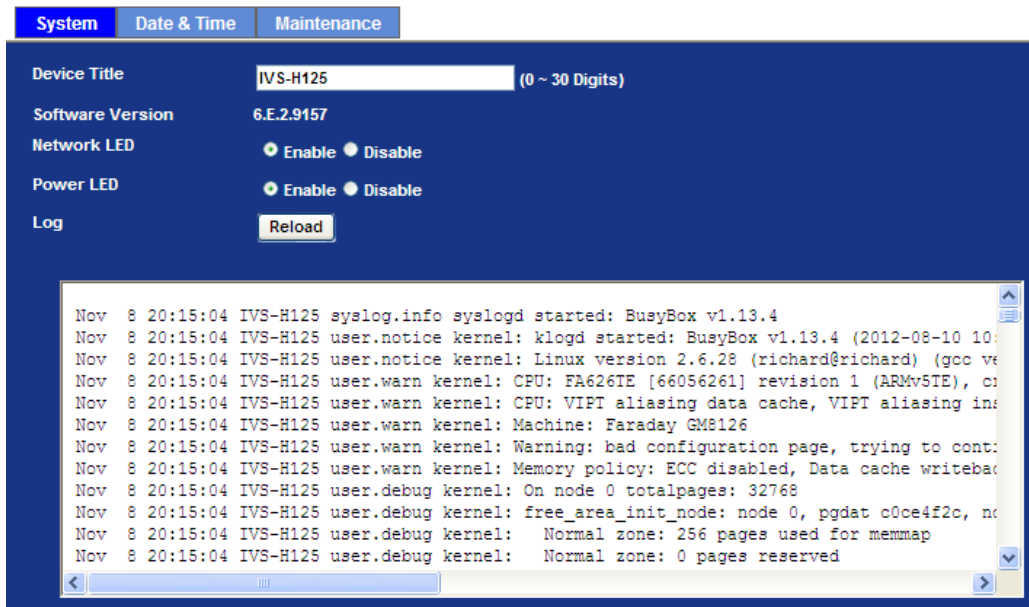 System Date & Time Maintenance
Device Title IVS-H125 (0 ~ 30 Digits)
Software Version 6.E.2.9157
Network LED Enable Disable
Power LED Enable Disable
Log Reload
Nov 8 20:15:04 IVS-H125 syslog.info syslogd started: BusyBox v1.13.4
Nov 8 20:15:04 IVS-H125 user.notice kernel: klogd started: BusyBox v1.13.4 (2012-08-10 10:
Nov 8 20:15:04 IVS-H125 user.notice kernel: Linux version 2.6.28 (richard@richard) (gcc ve
Nov 8 20:15:04 IVS-H125 user.warn kernel: CPU: FA626TE [66056261] revision 1 (ARMv5TE), cr
Nov 8 20:15:04 IVS-H125 user.warn kernel: CPU: VIPT aliasing data cache, VIPT aliasing ins
Nov 8 20:15:04 IVS-H125 user.warn kernel: Machine: Faraday GM8126
Nov 8 20:15:04 IVS-H125 user.warn kernel: Warning: bad configuration page, trying to conti
Nov 8 20:15:04 IVS-H125 user.warn kernel: Memory policy: ECC disabled, Data cache writebac
Nov 8 20:15:04 IVS-H125 user.debug kernel: On node 0 totalpages: 32768
Nov 8 20:15:04 IVS-H125 user.debug kernel: free_area_init_node: node 0, pgdat c0ce4f2c, no
Nov 8 20:15:04 IVS-H125 user.debug kernel: Normal zone: 256 pages used for memmap
Nov 8 20:15:04 IVS-H125 user.debug kernel: Normal zone: 0 pages reserved